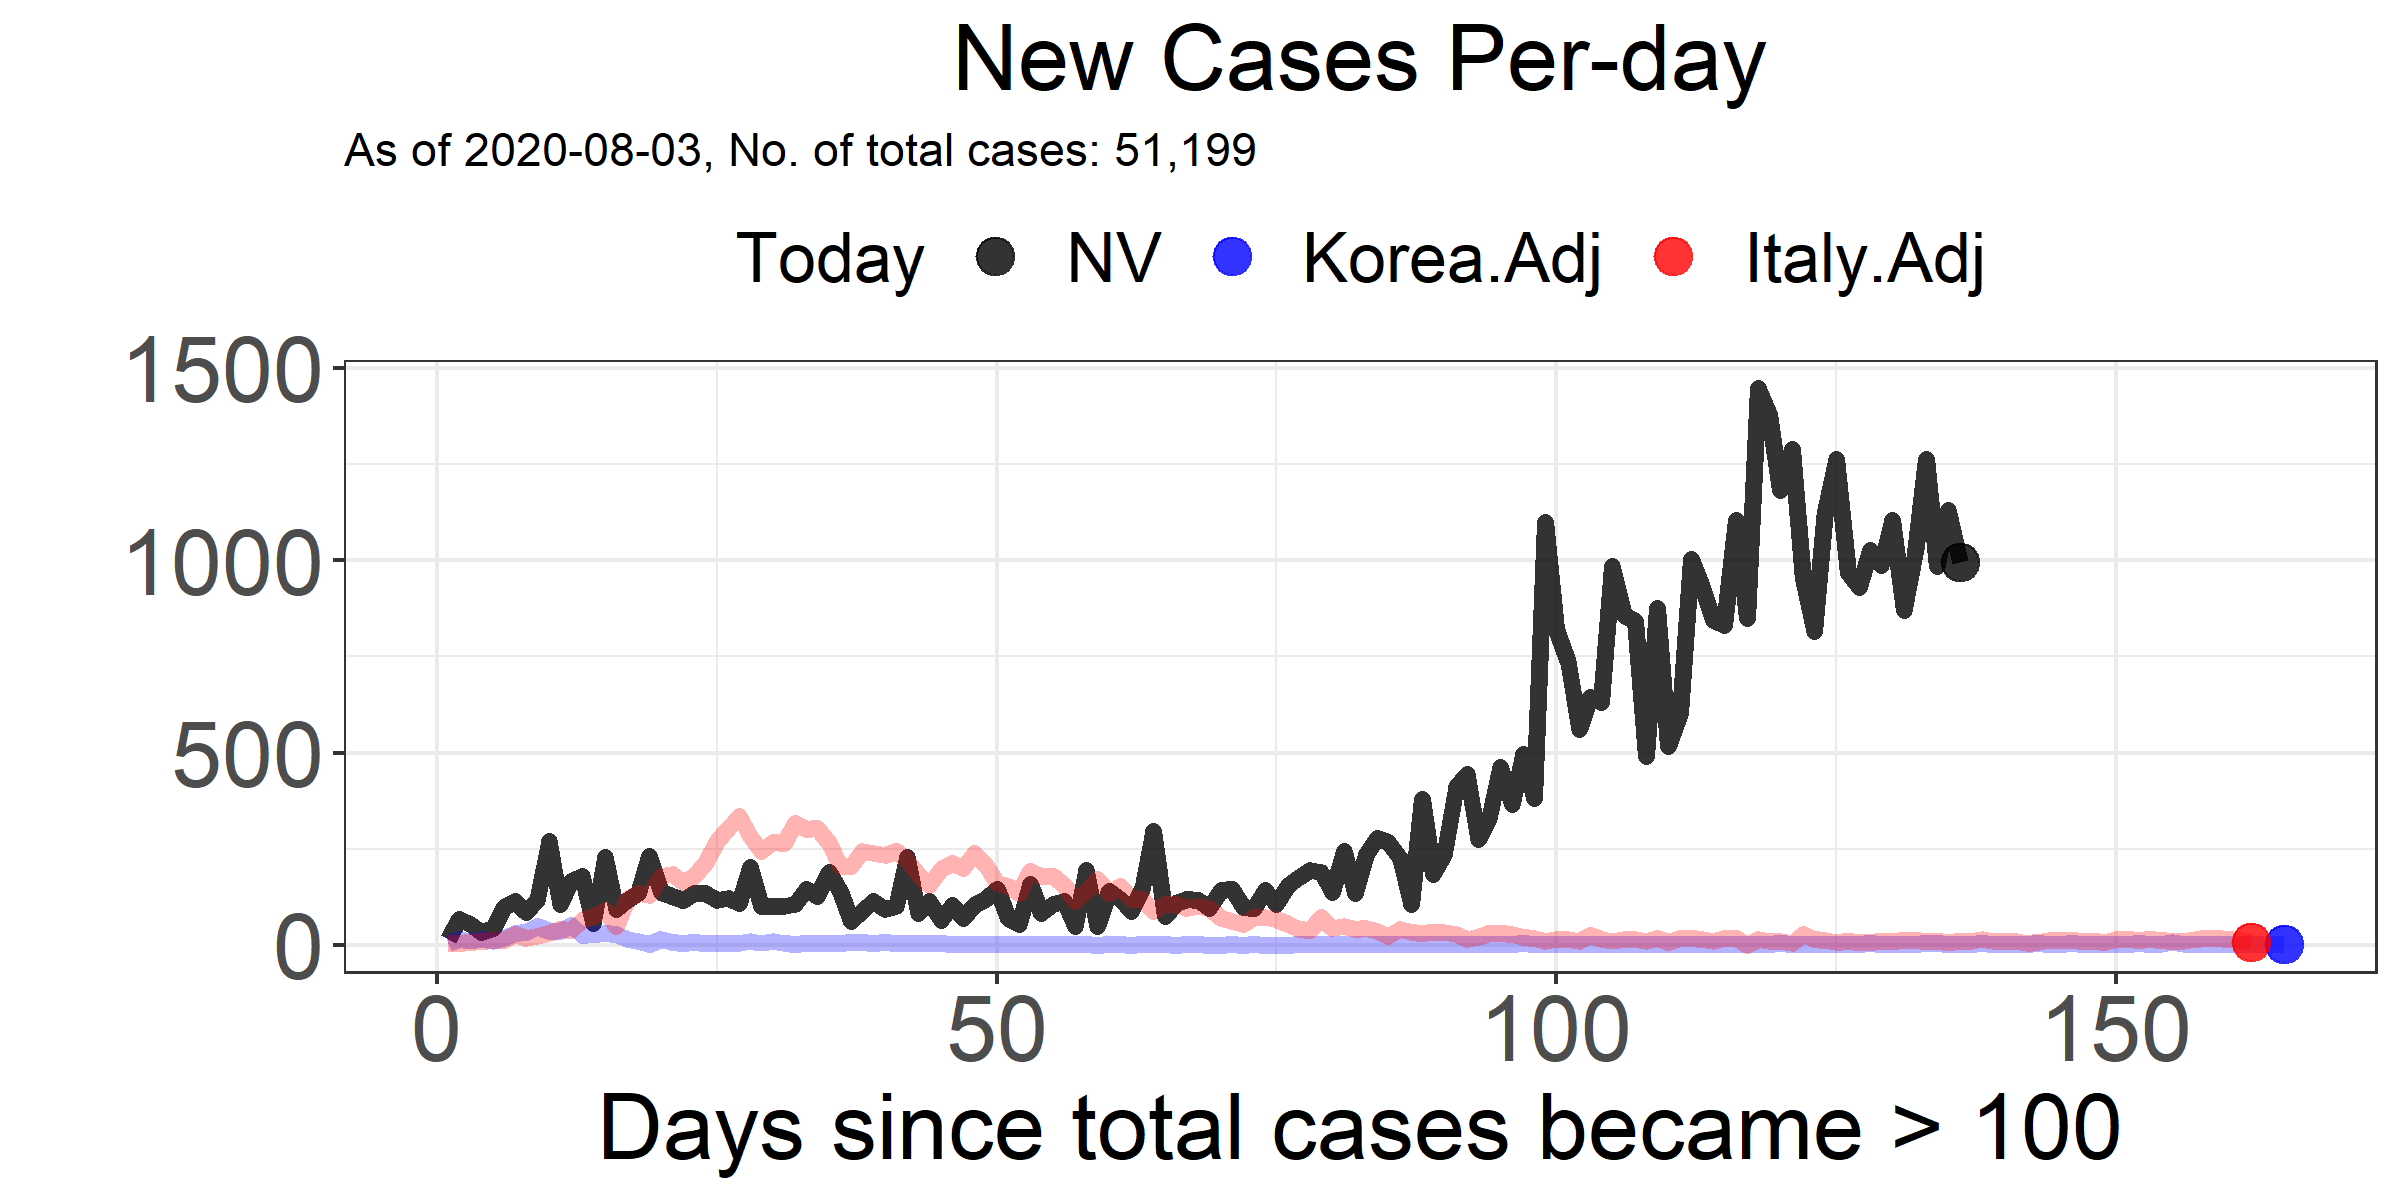 New Cases Per-day
As of 2020-08-03, No. of total cases: 51,199
Today NV Korea.Adj Italy.Adj
1500
1000
500
0
0 50 100 150
Days since total cases became > 100